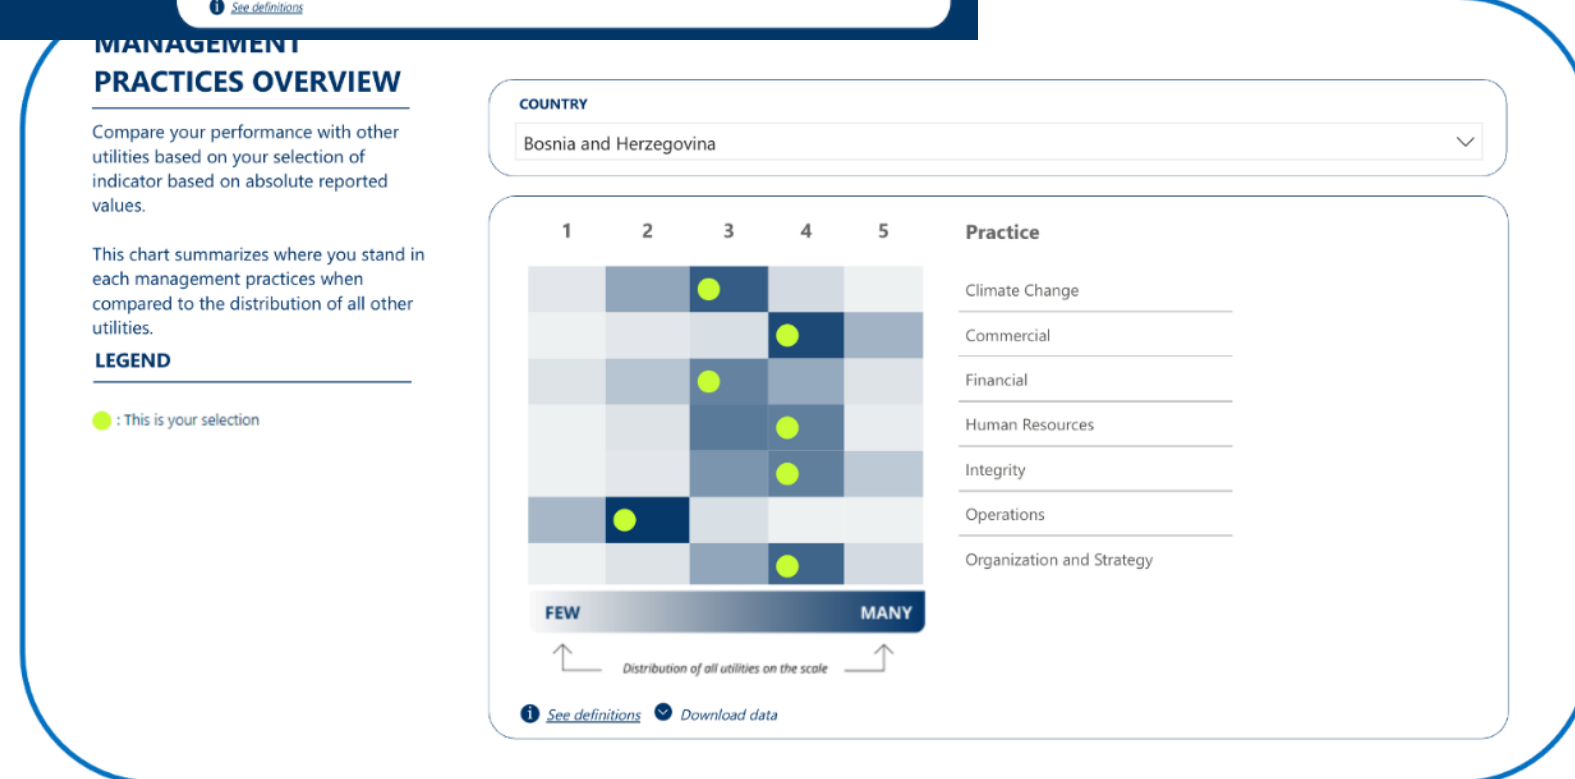 See definitions
MANAGEMENT
PRACTICES OVERVIEW
Compare your performance with other
utilities based on your selection of
indicator based on absolute reported
values.
This chart summarizes where you stand in
each management practices when
compared to the distribution of all other
utilities.
LEGEND
: This is your selection
COUNTRY
Bosnia and Herzegovina
1 2 3 4 5 Practice
Climate Change
Commercial
Financial
Human Resources
Integrity
Operations
Organization and Strategy
FEW MANY
Distribution of all utilities on the scale
See definitions Download data